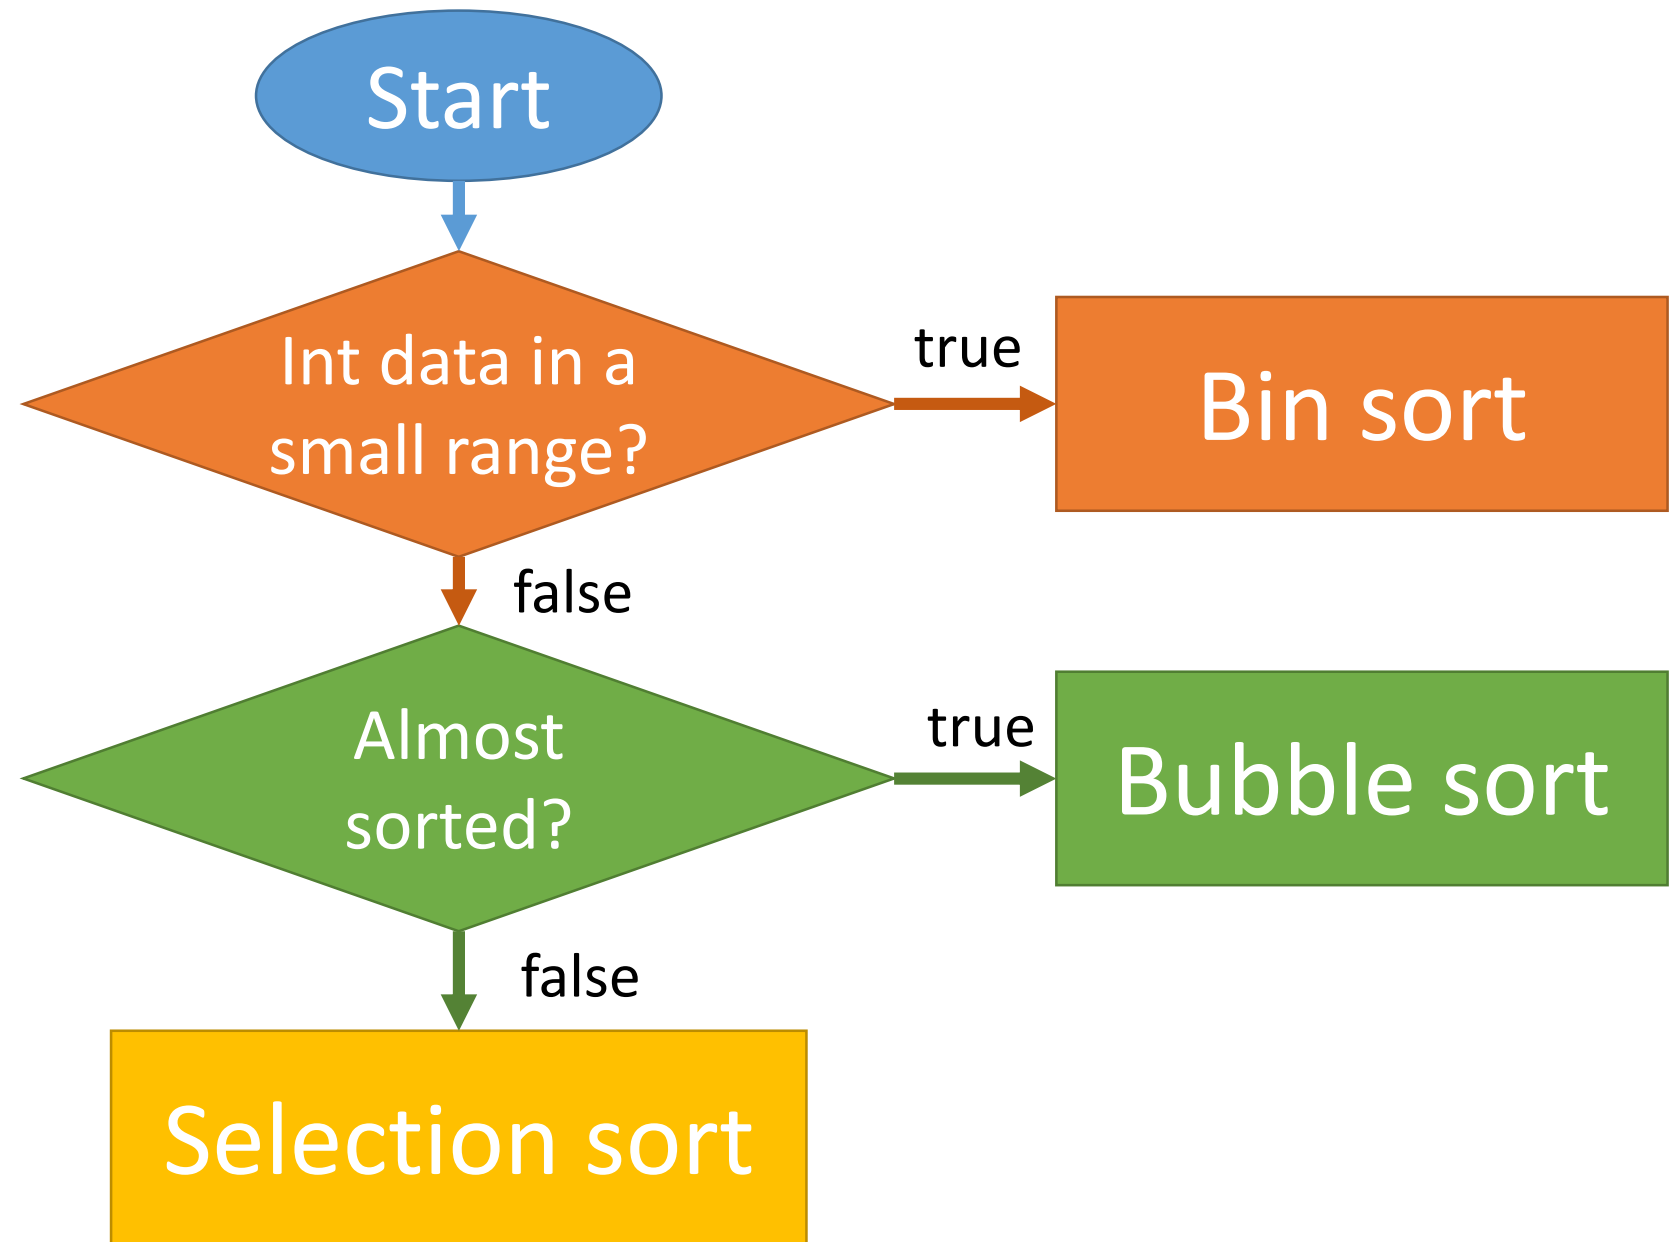 Start
Int data in a
small range?
true
Bin sort
false
Almost
sorted?
true
Bubble sort
false
Selection sort